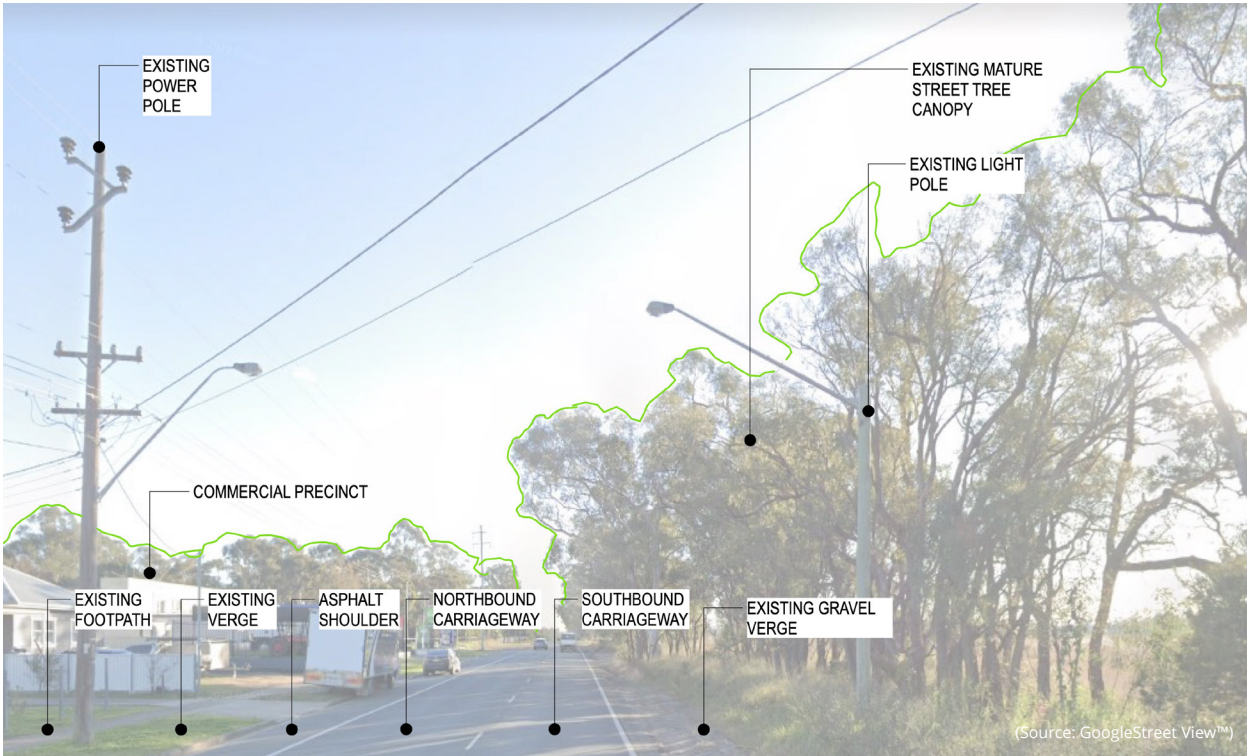 EXISTING
POWER
POLE
EXISTING MATURE
STREET TREE
CANOPY
EXISTING LIGHT
POLE
COMMERCIAL PRECINCT
EXISTING
FOOTPATH
EXISTING
VERGE
ASPHALT
SHOULDER
NORTHBOUND
CARRIAGEWAY
SOUTHBOUND
CARRIAGEWAY
EXISTING GRAVEL
VERGE
(Source: GoogleStreet View™)